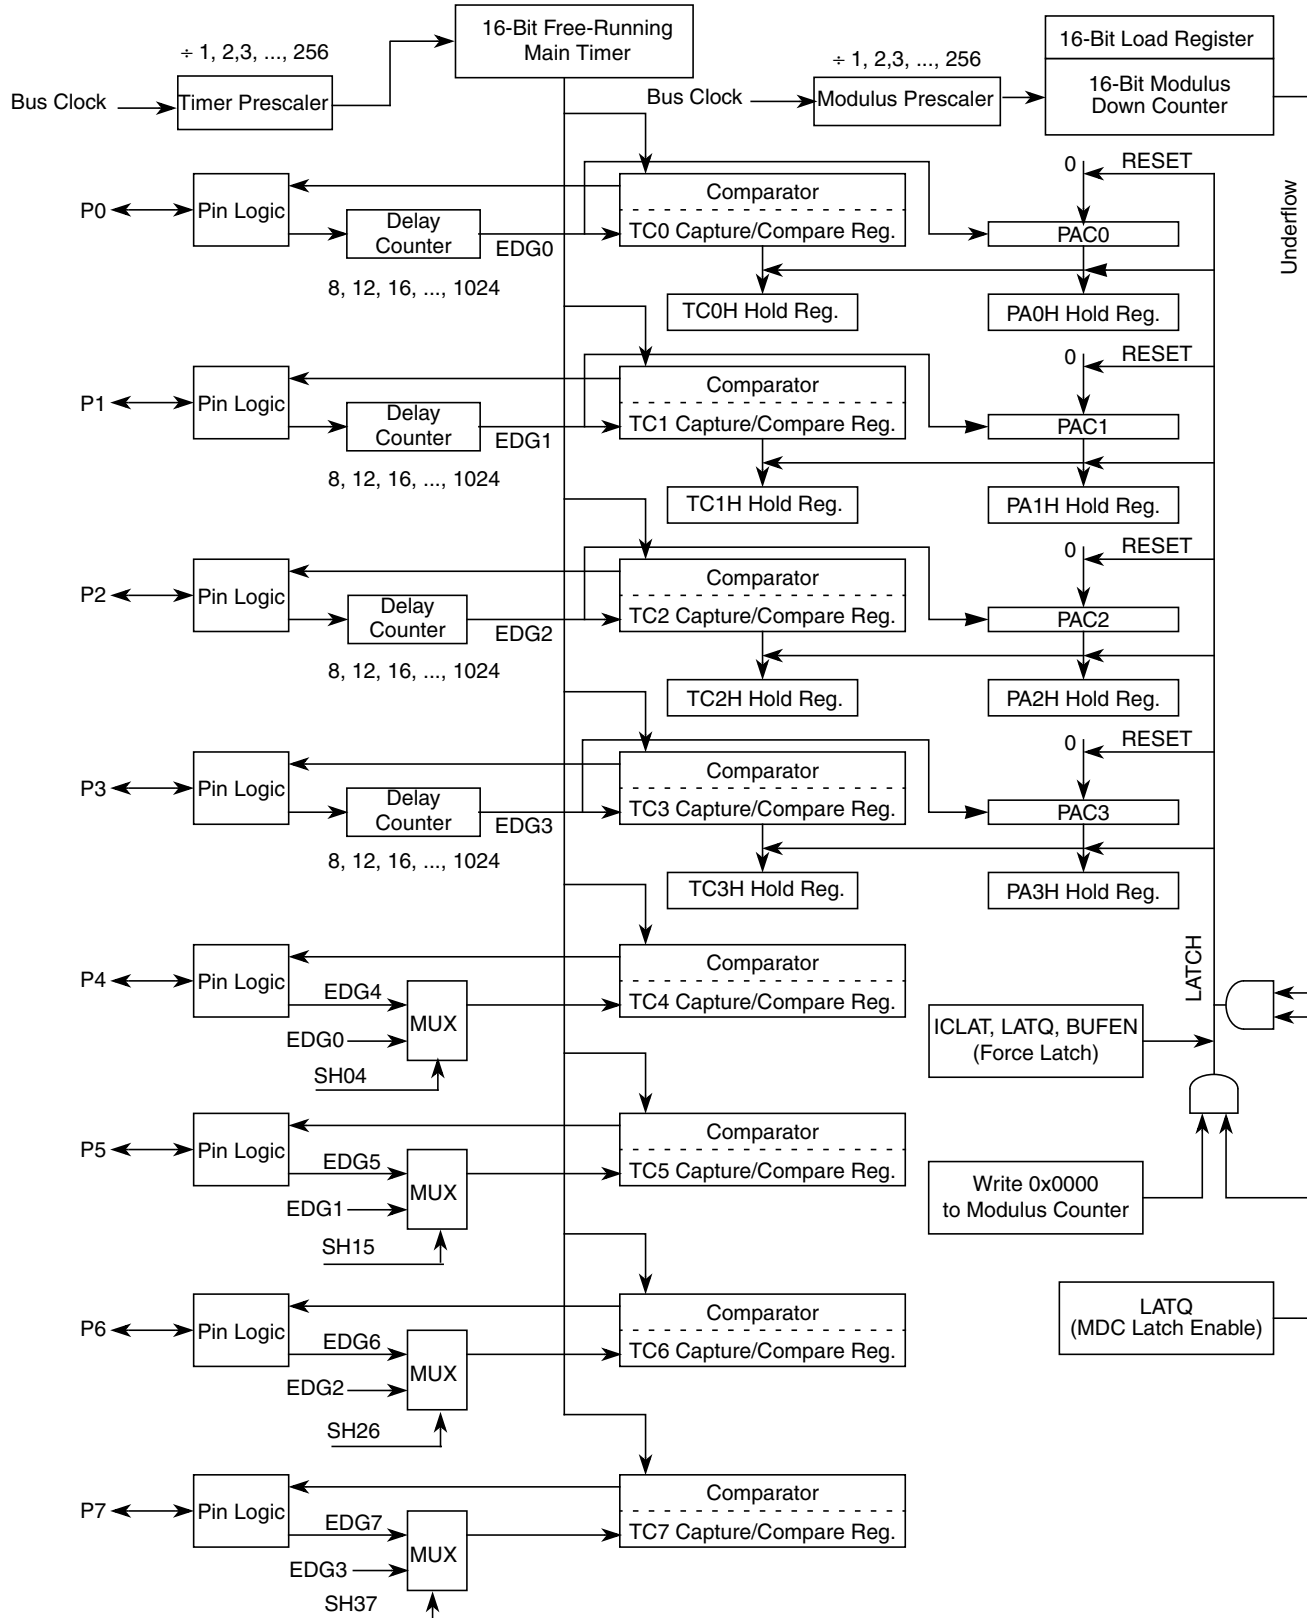 16-Bit Free-Running
Main Timer
16-Bit Load Register
÷ 1, 2,3, ..., 256
÷ 1, 2,3, ..., 256
Bus Clock
Timer Prescaler
Bus Clock
Modulus Prescaler
16-Bit Modulus
Down Counter
0
RESET
Underflow
P0
Pin Logic
Delay
Counter
EDG0
8, 12, 16, ..., 1024
Comparator
TC0 Capture/Compare Reg.
PAC0
TC0H Hold Reg.
PA0H Hold Reg.
0
RESET
P1
Pin Logic
Delay
Counter
EDG1
8, 12, 16, ..., 1024
Comparator
TC1 Capture/Compare Reg.
PAC1
TC1H Hold Reg.
PA1H Hold Reg.
0
RESET
P2
Pin Logic
Delay
Counter
EDG2
8, 12, 16, ..., 1024
Comparator
TC2 Capture/Compare Reg.
PAC2
TC2H Hold Reg.
PA2H Hold Reg.
0
RESET
P3
Pin Logic
Delay
Counter
EDG3
8, 12, 16, ..., 1024
Comparator
TC3 Capture/Compare Reg.
PAC3
TC3H Hold Reg.
PA3H Hold Reg.
LATCH
P4
Pin Logic
EDG4
EDG0
MUX
SH04
Comparator
TC4 Capture/Compare Reg.
ICLAT, LATQ, BUFEN
(Force Latch)
P5
Pin Logic
EDG5
EDG1
MUX
SH15
Comparator
TC5 Capture/Compare Reg.
Write 0x0000
to Modulus Counter
P6
Pin Logic
EDG6
EDG2
MUX
SH26
Comparator
TC6 Capture/Compare Reg.
LATQ
(MDC Latch Enable)
P7
Pin Logic
EDG7
EDG3
MUX
SH37
Comparator
TC7 Capture/Compare Reg.